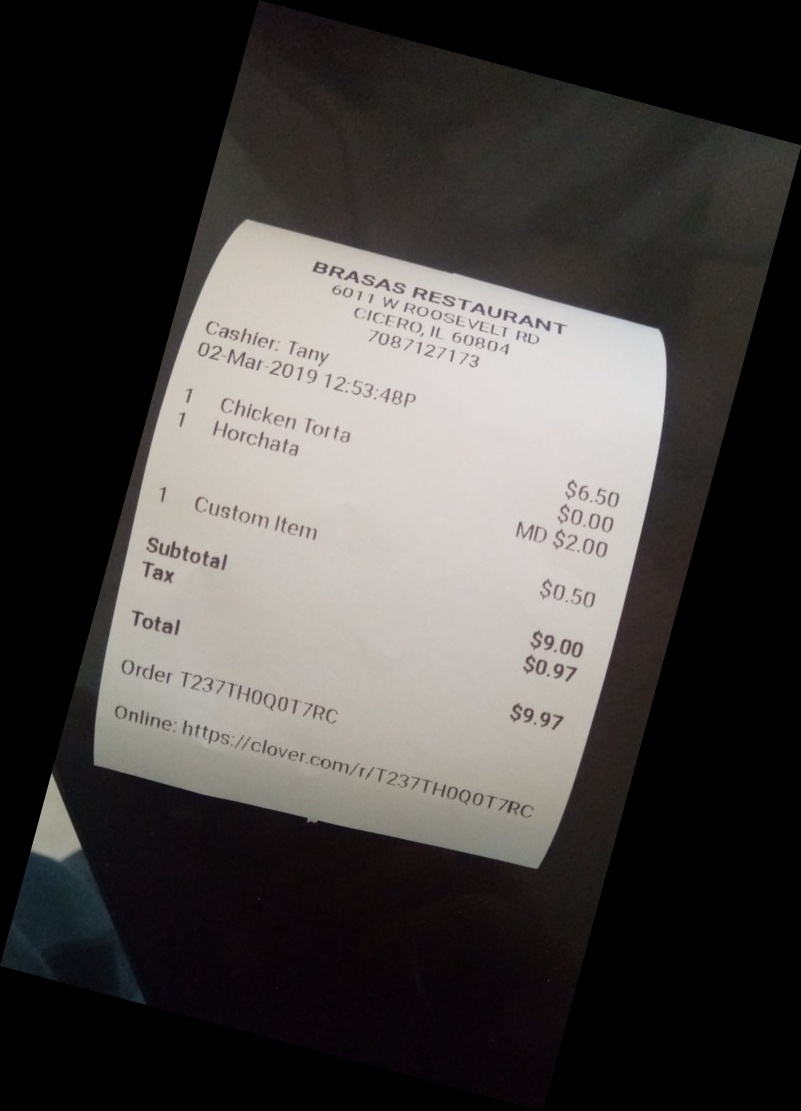 BRASAS RESTAURANT
6011 W ROOSEVELT RD
CICERO, IL 60804
7087127173
Cashier: Tany
02-Mar-2019 12:53:48P
1 Chicken Torta $6.50
1 Horchata $0.00
MD $2.00
1 Custom Item $0.50
Subtotal $9.00
Tax $0.97
Total $9.97
Order T237TH0Q0T7RC
Online: https://clover.com/r/T237TH0Q0T7RC